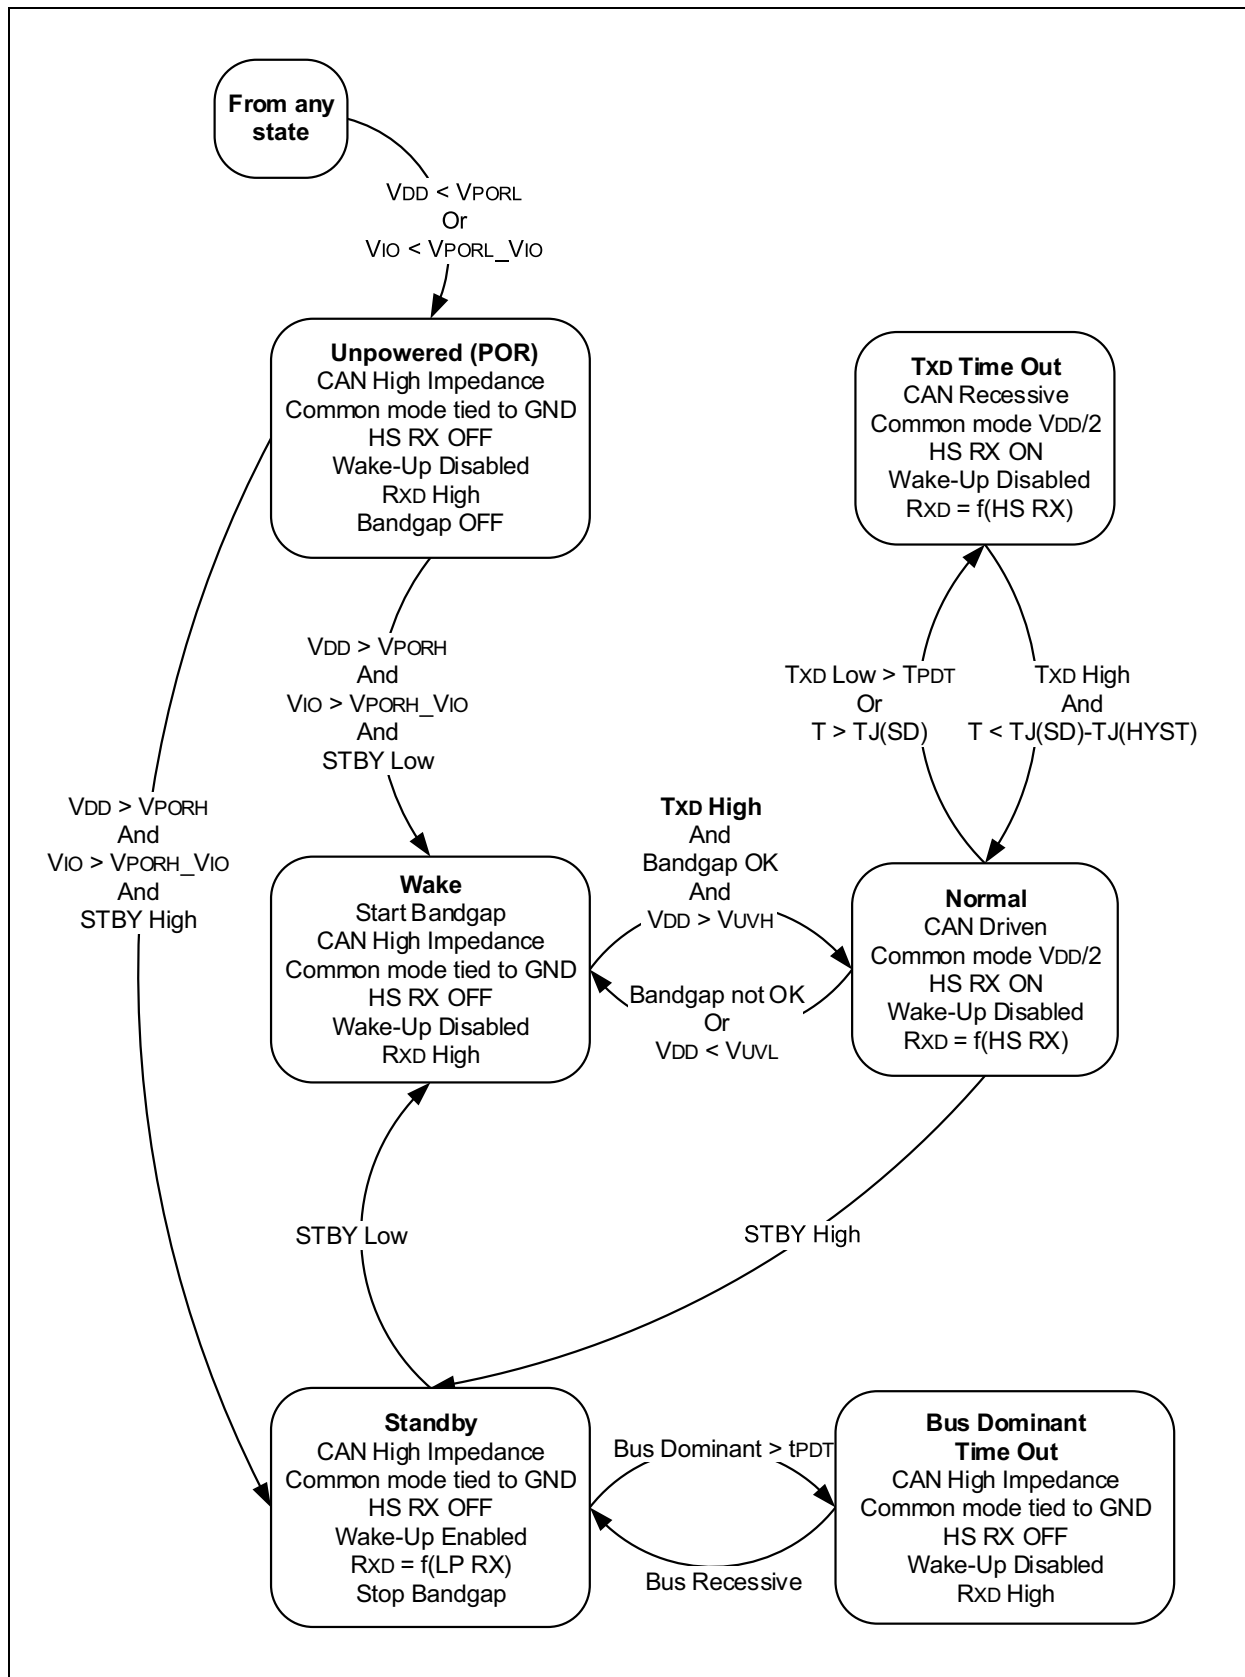 From any
state
VDD < VPORL
Or
VIO < VPORL_VIO
Unpowered (POR)
CAN High Impedance
Common mode tied to GND
HS RX OFF
Wake-Up Disabled
RXD High
Bandgap OFF
TXD Time Out
CAN Recessive
Common mode VDD/2
HS RX ON
Wake-Up Disabled
RXD = f(HS RX)
VDD > VPORH
And
VIO > VPORH_VIO
And
STBY Low
TXD Low > TPDT
Or
T > TJ(SD)
TXD High
And
T < TJ(SD)-TJ(HYST)
VDD > VPORH
And
VIO > VPORH_VIO
And
STBY High
TXD High
And
Bandgap OK
And
VDD > VUVH
Wake
Start Bandgap
CAN High Impedance
Common mode tied to GND
HS RX OFF
Wake-Up Disabled
RXD High
Bandgap not OK
Or
VDD < VUVL
Normal
CAN Driven
Common mode VDD/2
HS RX ON
Wake-Up Disabled
RXD = f(HS RX)
STBY Low
STBY High
Standby
CAN High Impedance
Common mode tied to GND
HS RX OFF
Wake-Up Enabled
RXD = f(LP RX)
Stop Bandgap
Bus Dominant > tPDT
Bus Recessive
Bus Dominant
Time Out
CAN High Impedance
Common mode tied to GND
HS RX OFF
Wake-Up Disabled
RXD High